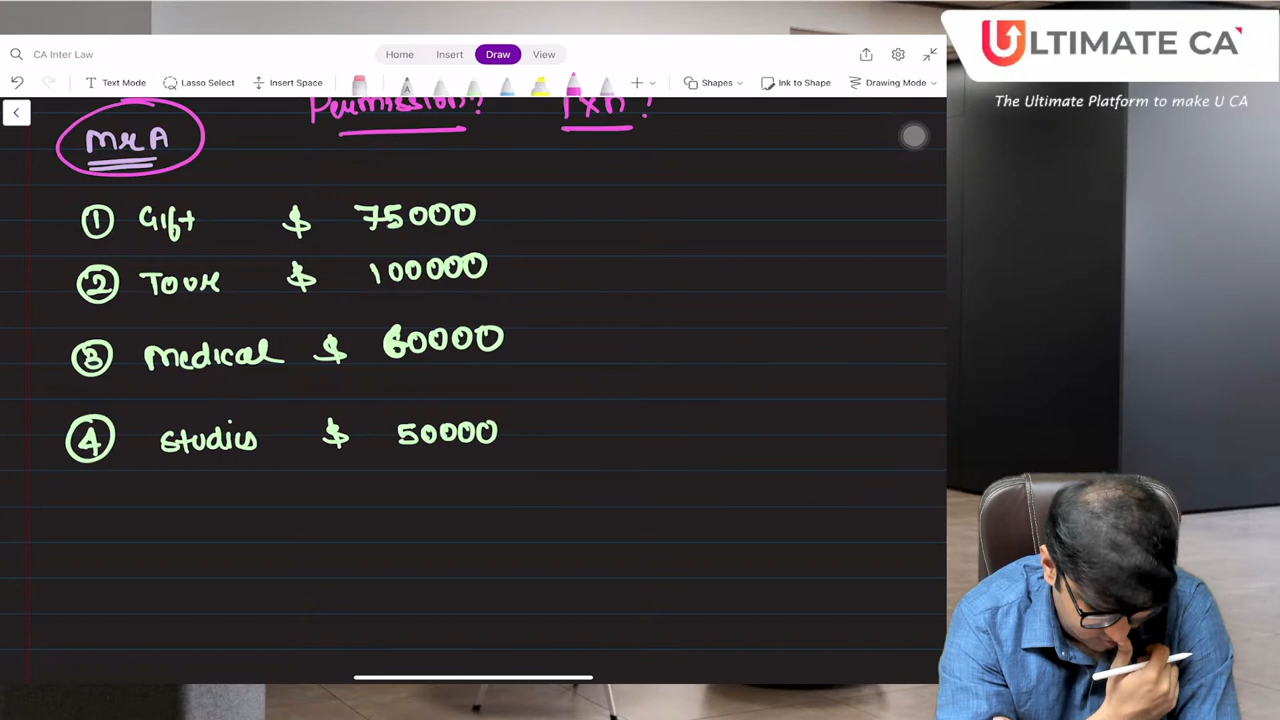 ULTIMATE CA
The Ultimate Platform to make U CA
CA Inter Law
Home Insert Draw View
Text Mode Lasso Select Insert Space Shapes Ink to Shape Drawing Mode
Permission? Txn?
Mr A
① Gift $ 75000
② Tour $ 100000
③ Medical $ 60000
④ Studies $ 50000